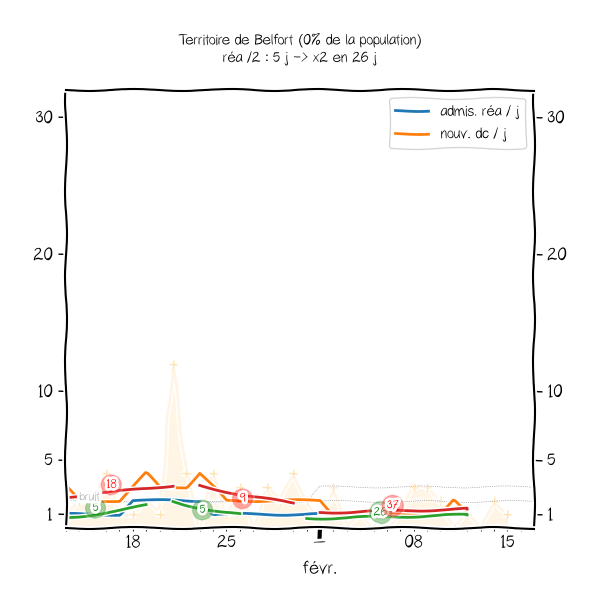 Territoire de Belfort (0% de la population)
réa /2 : 5 j -> x2 en 26 j
admis. réa / j
nouv. dc / j
30 30
20 20
10 10
5 5
1 1
18 9 37
bruit
5 5 26
18 25 1 08 15
févr.